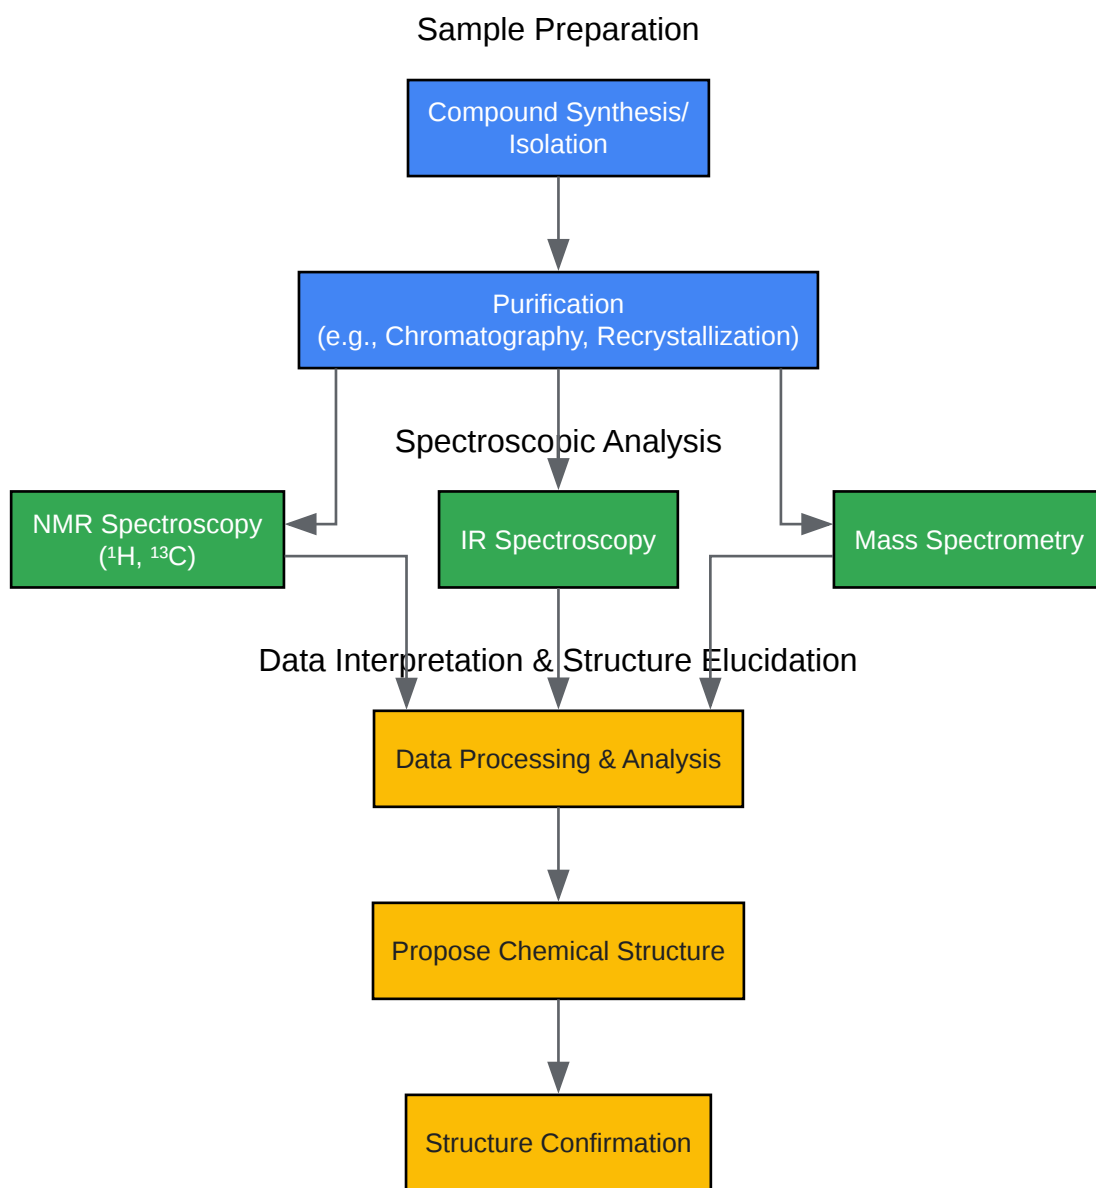 Sample Preparation
Compound Synthesis/
Isolation
Purification
(e.g., Chromatography, Recrystallization)
Spectroscopic Analysis
NMR Spectroscopy
(¹H, ¹³C)
IR Spectroscopy
Mass Spectrometry
Data Interpretation & Structure Elucidation
Data Processing & Analysis
Propose Chemical Structure
Structure Confirmation